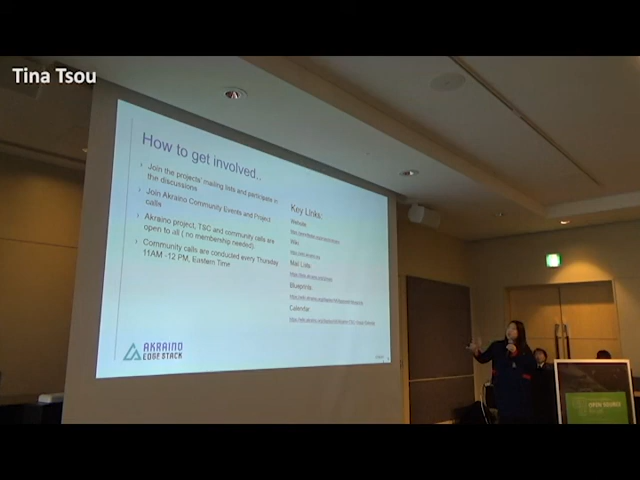 Tina Tsou
How to get involved..
Join the projects' mailing lists and participate in
the discussions
Join Akraino Community Events and Project
calls
Akraino project, TSC and community calls are
open to all ( no membership needed).
Community calls are conducted every Thursday
11AM -12 PM, Eastern Time
Key Links:
Website
Wiki
Mail Lists
Blueprints
Calendar
AKRAINO
EDGE STACK
OPEN SOURCE